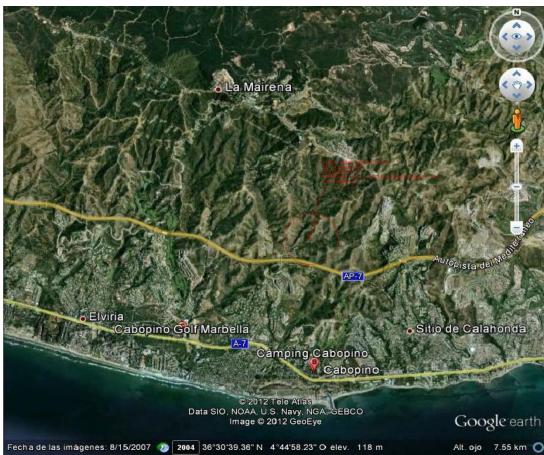 N
La Mairena
Autopista del Mediterráneo
AP-7
Elviria
Cabopino Golf Marbella
Sitio de Calahonda
A-7
Camping Cabopino
Cabopino
© 2012 Tele Atlas
Data SIO, NOAA, U.S. Navy, NGA, GEBCO
Image © 2012 GeoEye
Google earth
Fecha de las imágenes: 8/15/2007 2004 36°30'39.36" N 4°44'58.23" O elev. 118 m Alt. ojo 7.55 km